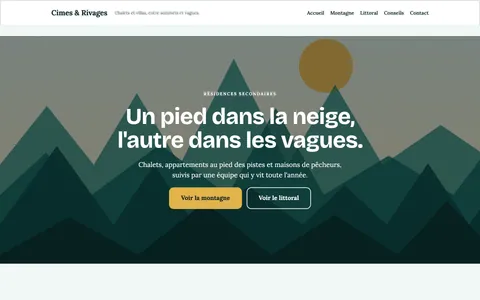 Cimes & Rivages
Chalets et villas, entre sommets et vagues.
Accueil Montagne Littoral Conseils Contact
RÉSIDENCES SECONDAIRES
Un pied dans la neige,
l'autre dans les vagues.
Chalets, appartements au pied des pistes et maisons de pêcheurs,
suivis par une équipe qui y vit toute l'année.
Voir la montagne Voir le littoral